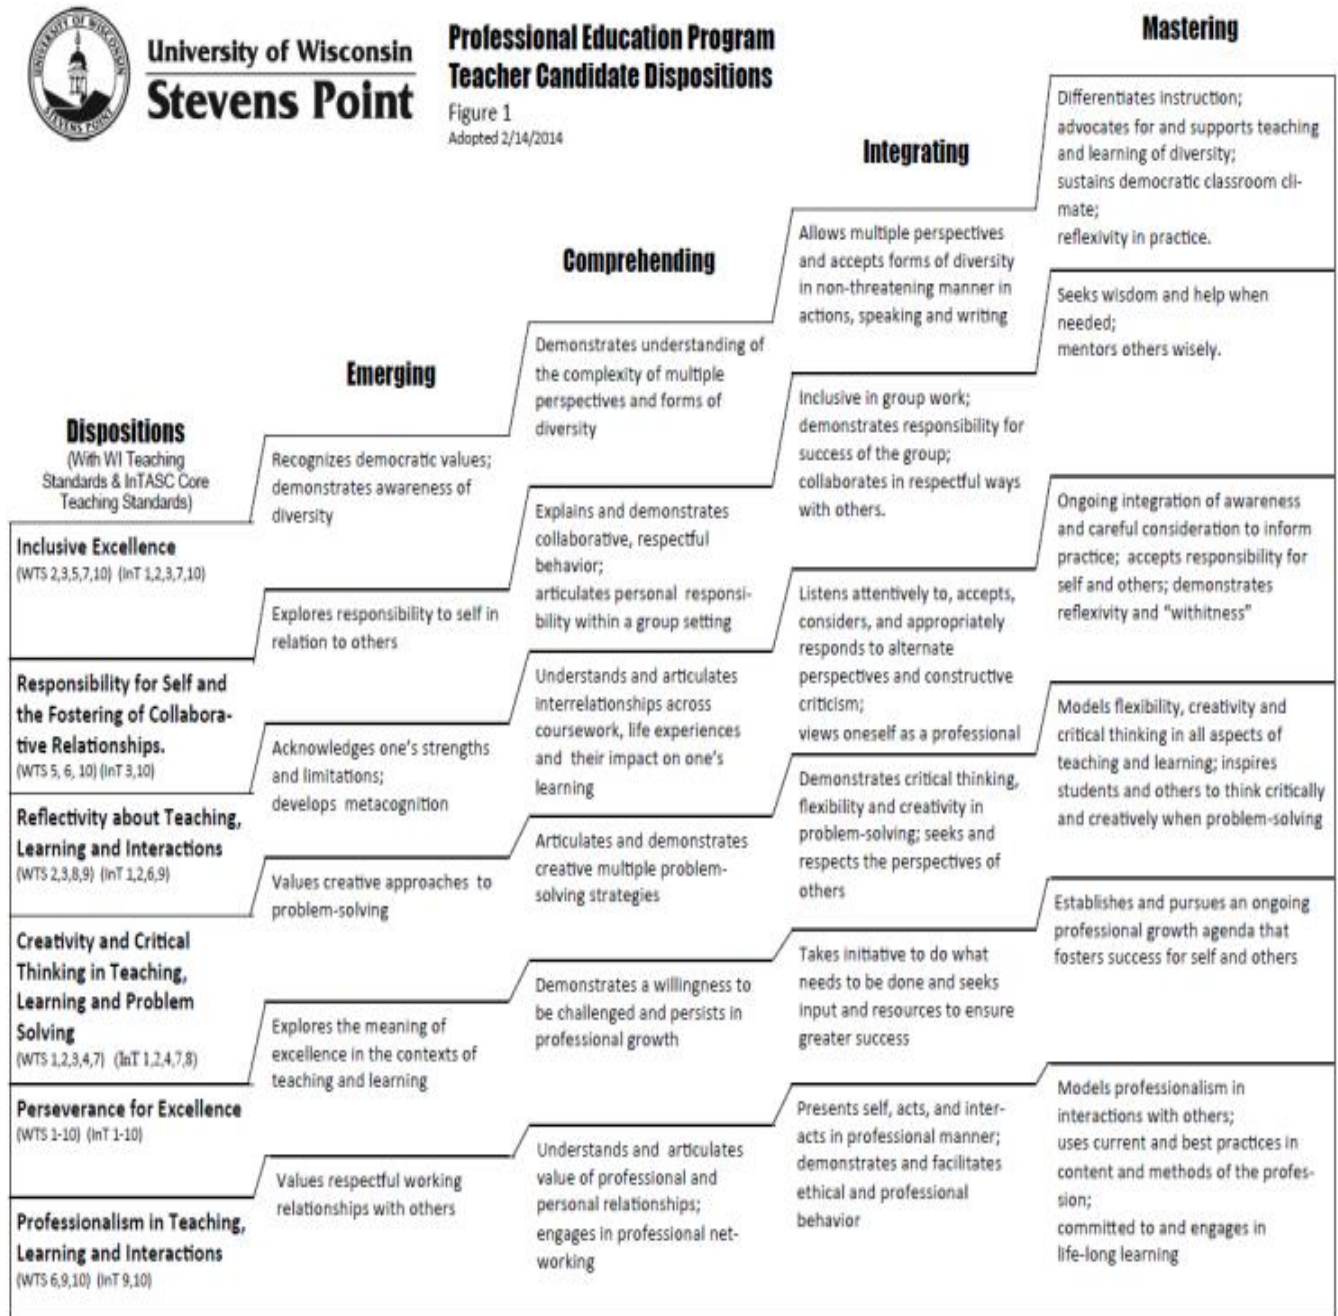 UNIVERSITY OF WISCONSIN
STEVENS POINT
University of Wisconsin
Stevens Point
Professional Education Program
Teacher Candidate Dispositions
Figure 1
Adopted 2/14/2014
Dispositions
(With WI Teaching
Standards & InTASC Core
Teaching Standards)
Emerging
Comprehending
Integrating
Mastering
Inclusive Excellence
(WTS 2,3,5,7,10) (InT 1,2,3,7,10)
Recognizes democratic values;
demonstrates awareness of
diversity
Demonstrates understanding of
the complexity of multiple
perspectives and forms of
diversity
Allows multiple perspectives
and accepts forms of diversity
in non-threatening manner in
actions, speaking and writing
Differentiates instruction;
advocates for and supports teaching
and learning of diversity;
sustains democratic classroom cli-
mate;
reflexivity in practice.
Responsibility for Self and
the Fostering of Collabora-
tive Relationships.
(WTS 5, 6, 10) (InT 3,10)
Explores responsibility to self in
relation to others
Explains and demonstrates
collaborative, respectful
behavior;
articulates personal responsi-
bility within a group setting
Inclusive in group work;
demonstrates responsibility for
success of the group;
collaborates in respectful ways
with others.
Seeks wisdom and help when
needed;
mentors others wisely.
Reflectivity about Teaching,
Learning and Interactions
(WTS 2,3,8,9) (InT 1,2,6,9)
Acknowledges one's strengths
and limitations;
develops metacognition
Understands and articulates
interrelationships across
coursework, life experiences
and their impact on one's
learning
Listens attentively to, accepts,
considers, and appropriately
responds to alternate
perspectives and constructive
criticism;
views oneself as a professional
Ongoing integration of awareness
and careful consideration to inform
practice; accepts responsibility for
self and others; demonstrates
reflexivity and "withitness"
Creativity and Critical
Thinking in Teaching,
Learning and Problem
Solving
(WTS 1,2,3,4,7) (InT 1,2,4,7,8)
Values creative approaches to
problem-solving
Articulates and demonstrates
creative multiple problem-
solving strategies
Demonstrates critical thinking,
flexibility and creativity in
problem-solving; seeks and
respects the perspectives of
others
Models flexibility, creativity and
critical thinking in all aspects of
teaching and learning; inspires
students and others to think critically
and creatively when problem-solving
Perseverance for Excellence
(WTS 1-10) (InT 1-10)
Explores the meaning of
excellence in the contexts of
teaching and learning
Demonstrates a willingness to
be challenged and persists in
professional growth
Takes initiative to do what
needs to be done and seeks
input and resources to ensure
greater success
Establishes and pursues an ongoing
professional growth agenda that
fosters success for self and others
Professionalism in Teaching,
Learning and Interactions
(WTS 6,9,10) (InT 9,10)
Values respectful working
relationships with others
Understands and articulates
value of professional and
personal relationships;
engages in professional net-
working
Presents self, acts, and inter-
acts in professional manner;
demonstrates and facilitates
ethical and professional
behavior
Models professionalism in
interactions with others;
uses current and best practices in
content and methods of the profes-
sion;
committed to and engages in
life-long learning